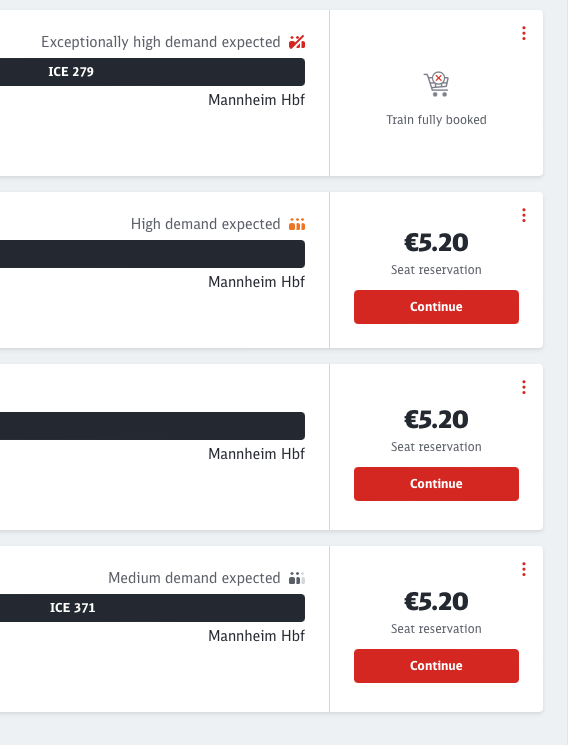 Exceptionally high demand expected
ICE 279
Mannheim Hbf
Train fully booked
High demand expected
Mannheim Hbf
€5.20
Seat reservation
Continue
Mannheim Hbf
€5.20
Seat reservation
Continue
Medium demand expected
ICE 371
Mannheim Hbf
€5.20
Seat reservation
Continue